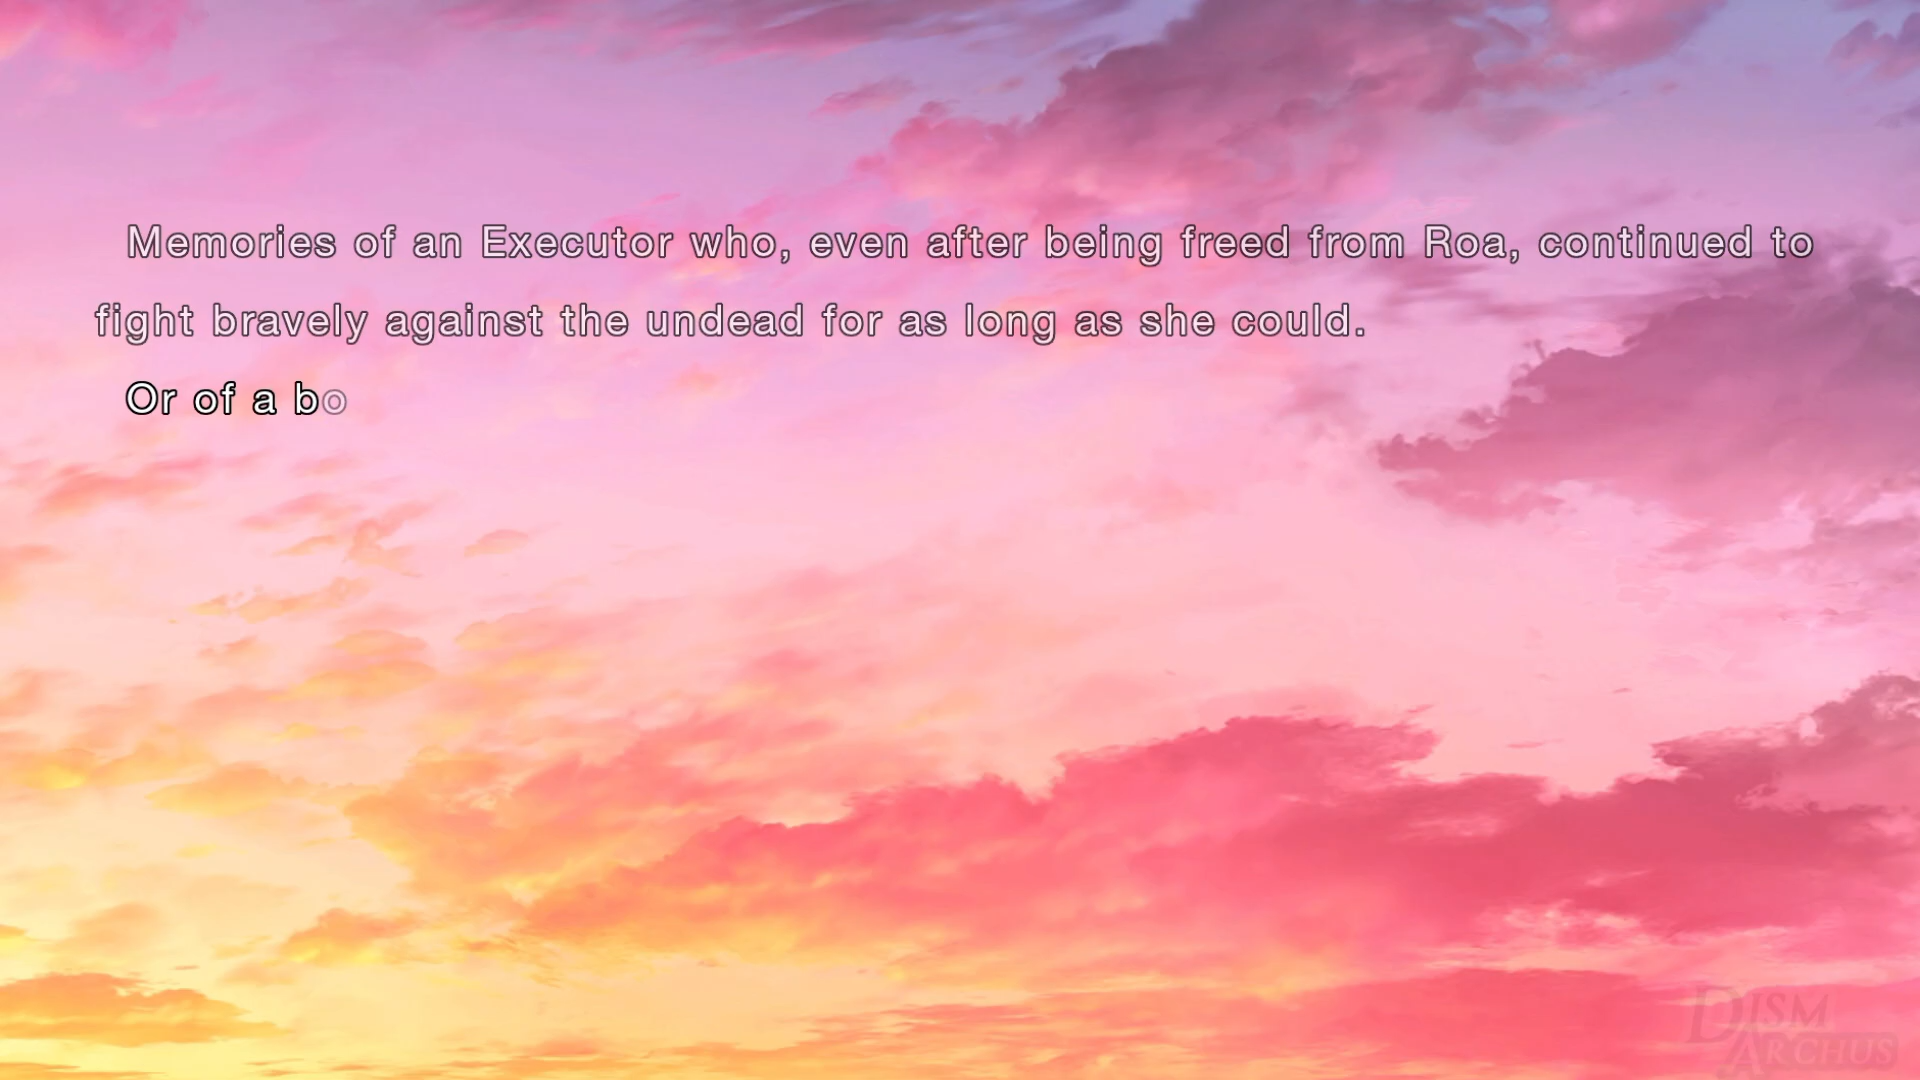 Memories of an Executor who, even after being freed from Roa, continued to
fight bravely against the undead for as long as she could.
Or of a bo
DISM
ARCHUS